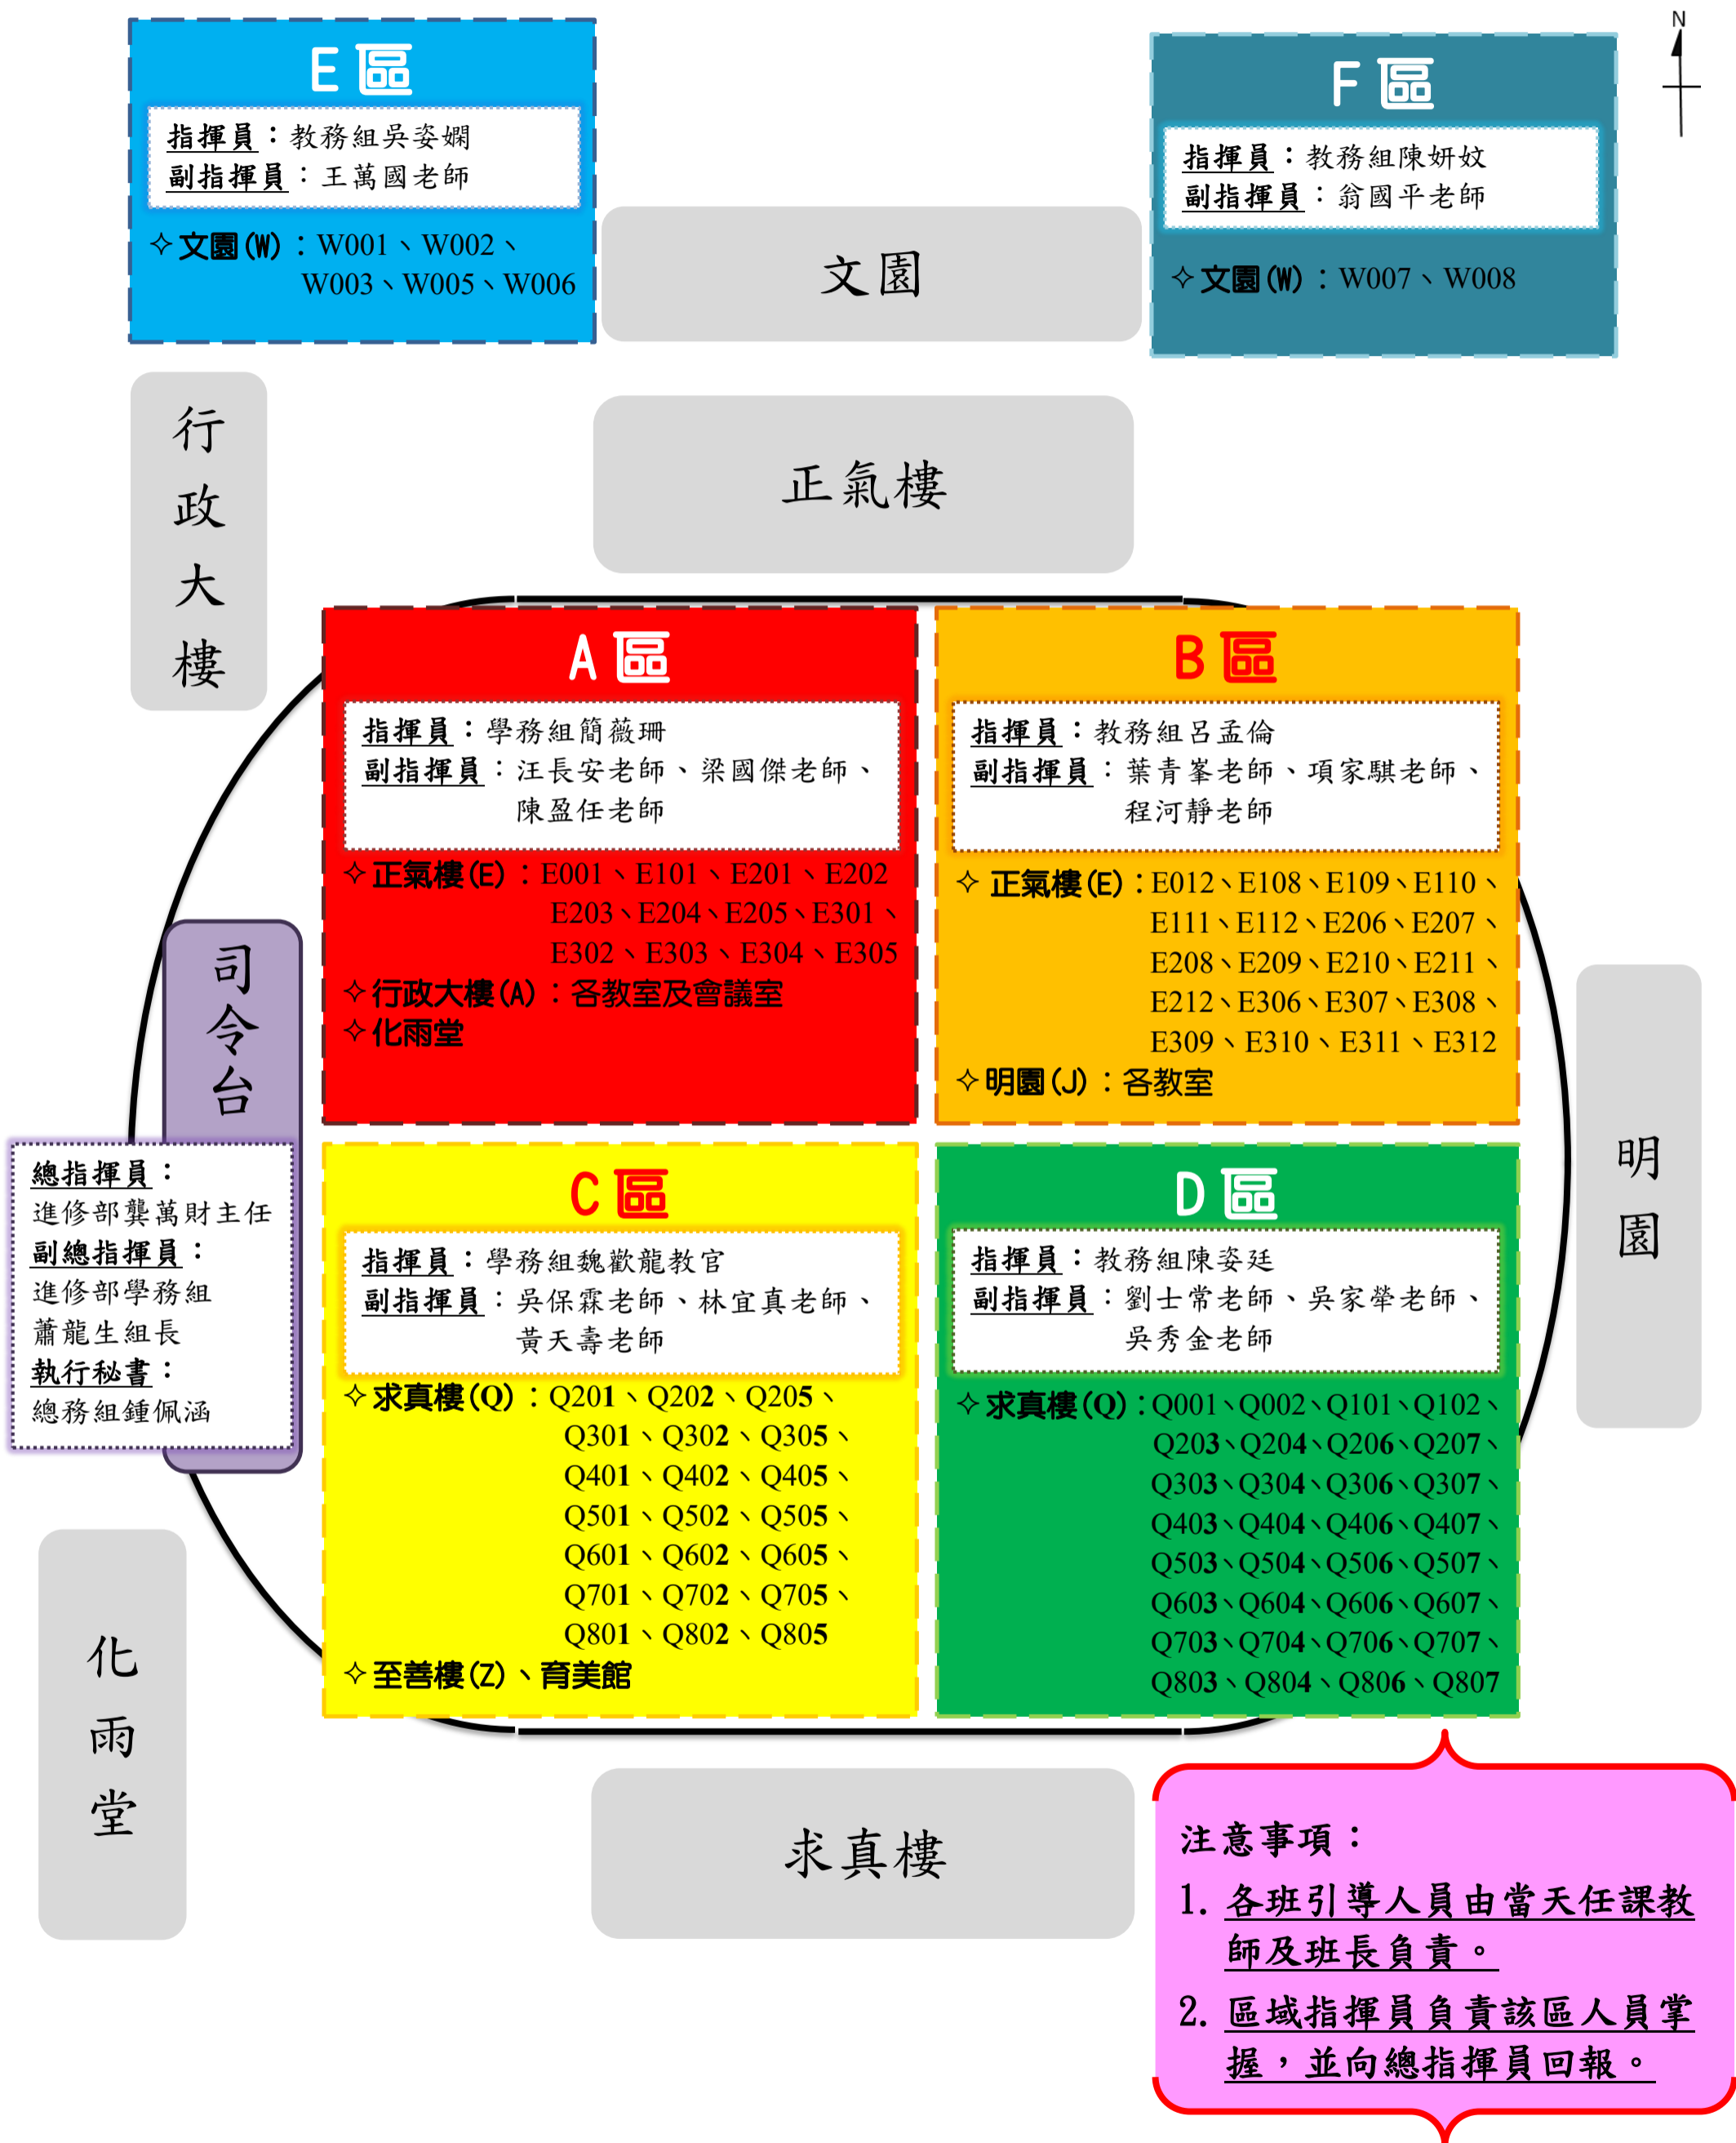 N
E區
指揮員：教務組吳姿嫻
副指揮員：王萬國老師
✧文園(W)：W001、W002、
W003、W005、W006
F區
指揮員：教務組陳妍妏
副指揮員：翁國平老師
✧文園(W)：W007、W008
文園
行政大樓
正氣樓
A區
指揮員：學務組簡薇珊
副指揮員：汪長安老師、梁國傑老師、
陳盈任老師
✧正氣樓(E)：E001、E101、E201、E202
E203、E204、E205、E301、
E302、E303、E304、E305
✧行政大樓(A)：各教室及會議室
✧化雨堂
B區
指揮員：教務組呂孟倫
副指揮員：葉青峯老師、項家騏老師、
程河靜老師
✧正氣樓(E)：E012、E108、E109、E110、
E111、E112、E206、E207、
E208、E209、E210、E211、
E212、E306、E307、E308、
E309、E310、E311、E312
✧明園(J)：各教室
司令台
總指揮員：
進修部龔萬財主任
副總指揮員：
進修部學務組
蕭龍生組長
執行秘書：
總務組鍾佩涵
C區
指揮員：學務組魏歡龍教官
副指揮員：吳保霖老師、林宜真老師、
黃天壽老師
✧求真樓(Q)：Q201、Q202、Q205、
Q301、Q302、Q305、
Q401、Q402、Q405、
Q501、Q502、Q505、
Q601、Q602、Q605、
Q701、Q702、Q705、
Q801、Q802、Q805
✧至善樓(Z)、育美館
D區
指揮員：教務組陳姿廷
副指揮員：劉士常老師、吳家犖老師、
吳秀金老師
✧求真樓(Q)：Q001、Q002、Q101、Q102、
Q203、Q204、Q206、Q207、
Q303、Q304、Q306、Q307、
Q403、Q404、Q406、Q407、
Q503、Q504、Q506、Q507、
Q603、Q604、Q606、Q607、
Q703、Q704、Q706、Q707、
Q803、Q804、Q806、Q807
明園
化雨堂
求真樓
注意事項：
1. 各班引導人員由當天任課教
師及班長負責。
2. 區域指揮員負責該區人員掌
握，並向總指揮員回報。